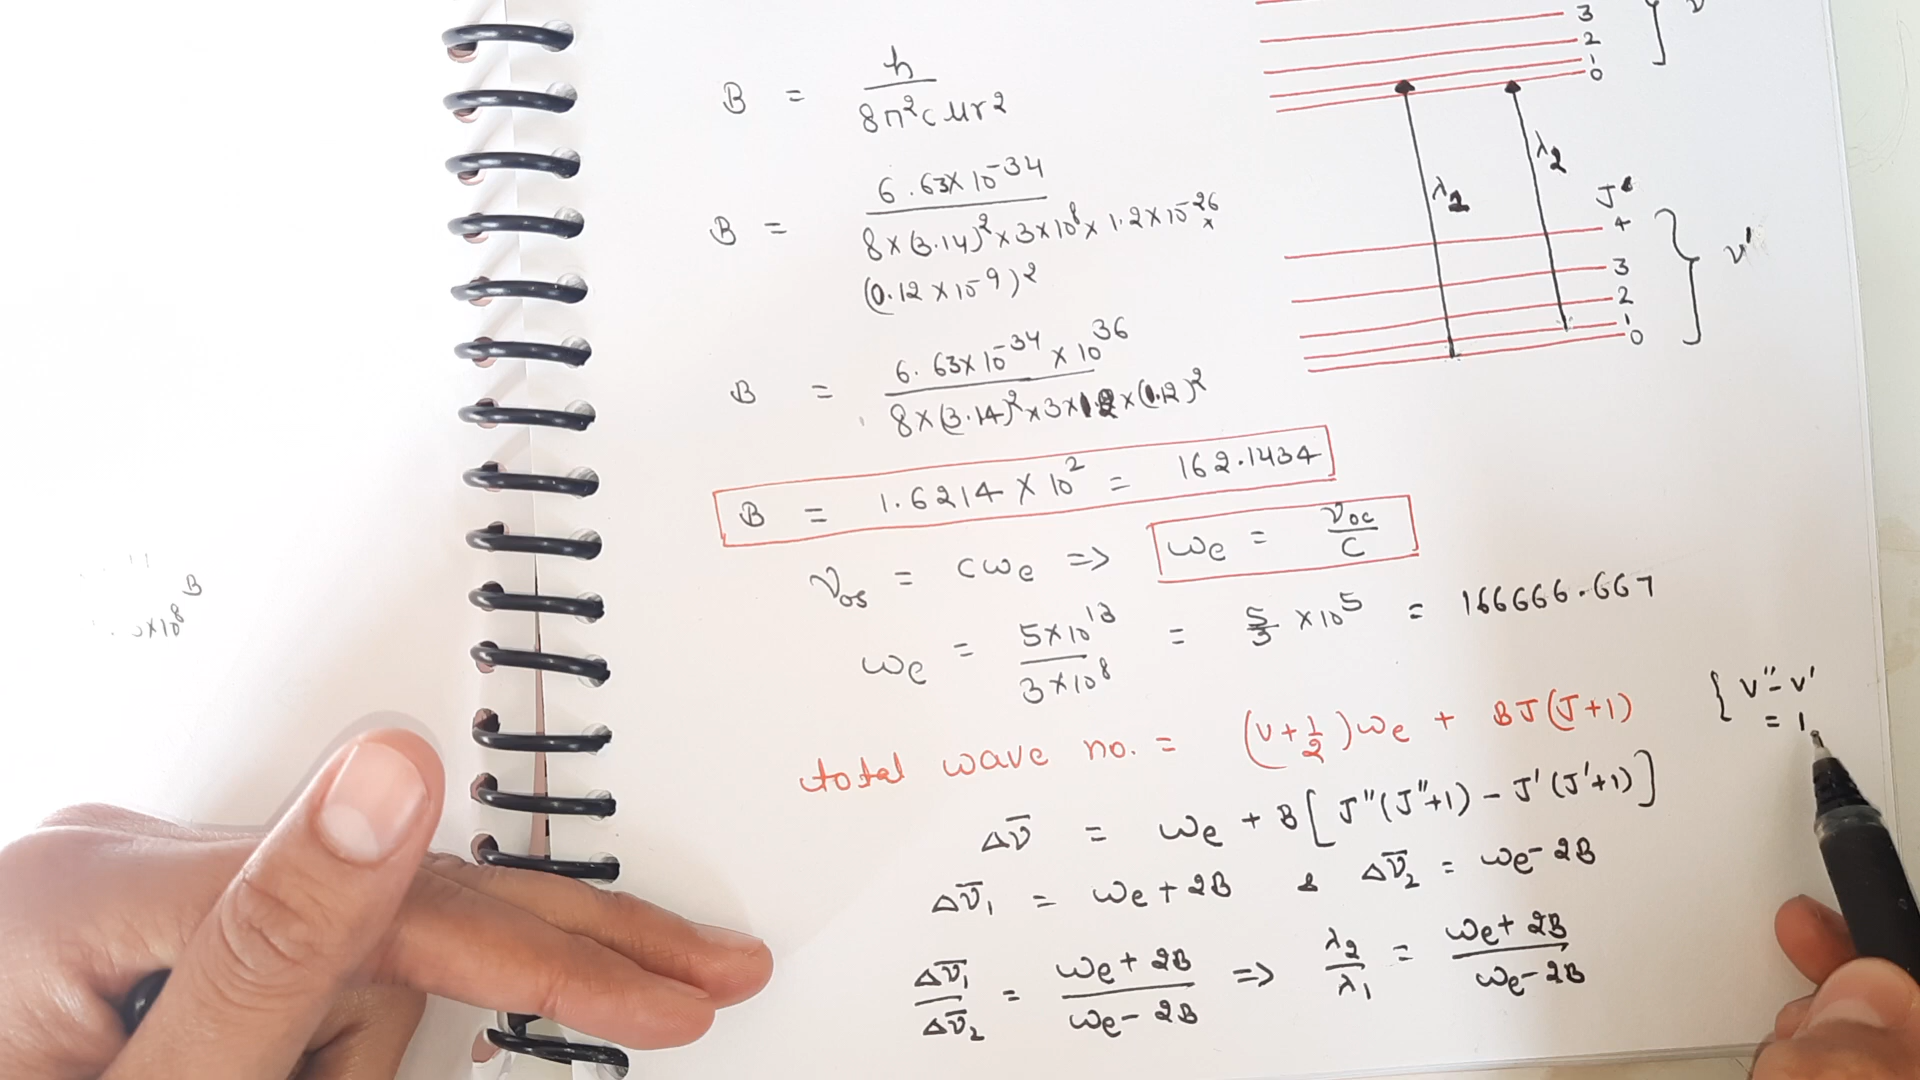 3
2
1
0
B = h / 8π²cμr²
B = 6.63×10⁻³⁴ / 8×(3.14)²×3×10⁸×1.2×10⁻²⁶×
(0.12×10⁻⁹)²
B = 6.63×10⁻³⁴×10³⁶ / 8×(3.14)²×3×1.2×(0.12)²
B = 1.6214×10² = 162.1434
λ2
λ2
J'
4
3
2
1
0
ν'
ν_os = cωe => ωe = ν_oc / c
ωe = 5×10¹³ / 3×10⁸ = 5/3 ×10⁵ = 166666.667
total wave no. = (v+1/2)ωe + BJ(J+1)
{v"-v'
= 1
Δν̄ = ωe + B[J"(J"+1) - J'(J'+1)]
Δν̄₁ = ωe+2B & Δν̄₂ = ωe-2B
Δν̄₁/Δν̄₂ = ωe+2B / ωe-2B => λ2/λ1 = ωe+2B / ωe-2B
B
×10⁸